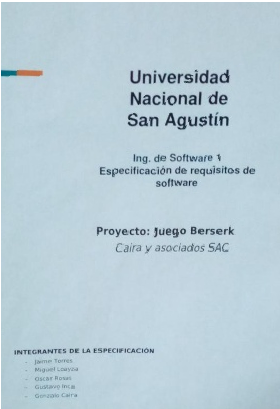 Universidad
Nacional de
San Agustín
Ing. de Software 1
Especificación de requisitos de
software
Proyecto: Juego Berserk
Caira y asociados SAC
INTEGRANTES DE LA ESPECIFICACIÓN
- Jaime Torres
- Miguel Loayza
- Oscar Rosas
- Gustavo Inca
- Gonzalo Caira